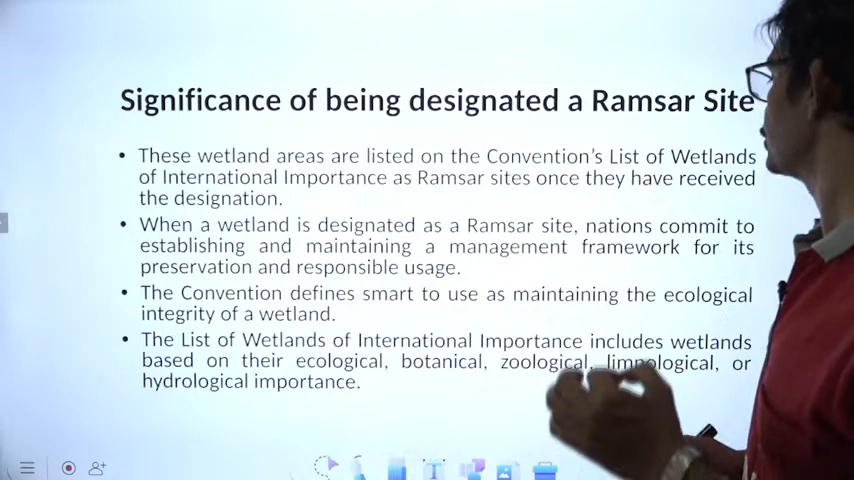 Significance of being designated a Ramsar Site
• These wetland areas are listed on the Convention's List of Wetlands
of International Importance as Ramsar sites once they have received
the designation.
• When a wetland is designated as a Ramsar site, nations commit to
establishing and maintaining a management framework for its
preservation and responsible usage.
• The Convention defines smart to use as maintaining the ecological
integrity of a wetland.
• The List of Wetlands of International Importance includes wetlands
based on their ecological, botanical, zoological, limnological, or
hydrological importance.